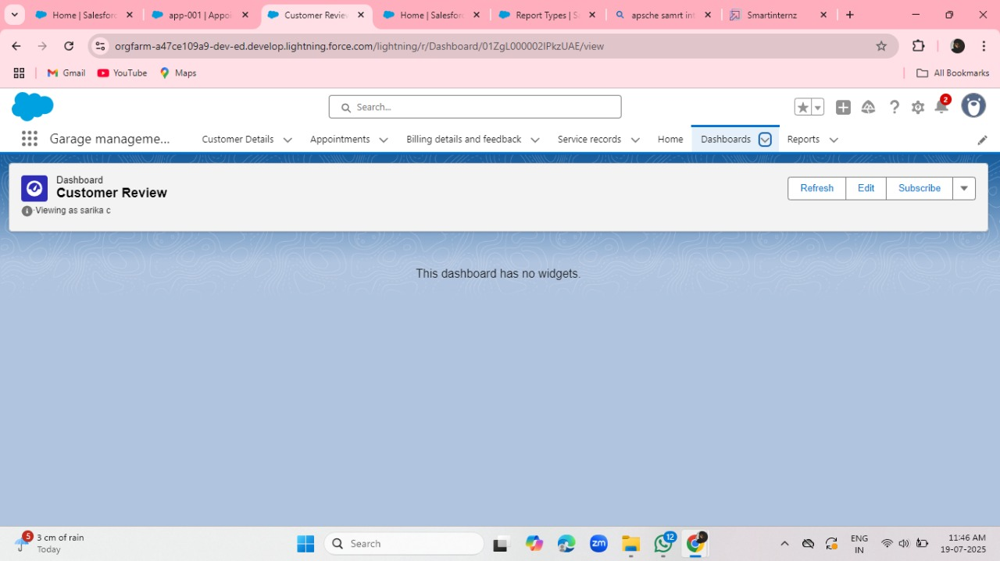 Home | Salesforc
app-001 | Appoi
Customer Review
Home | Salesforc
Report Types | S
apsche samrt int
Smartinternz
orgfarm-a47ce109a9-dev-ed.develop.lightning.force.com/lightning/r/Dashboard/01ZgL000002IPkzUAE/view
Gmail
YouTube
Maps
All Bookmarks
Search...
2
Garage manageme...
Customer Details
Appointments
Billing details and feedback
Service records
Home
Dashboards
Reports
Dashboard
Customer Review
Viewing as sarika c
Refresh
Edit
Subscribe
This dashboard has no widgets.
5
3 cm of rain
Today
Search
zm
12
ENG
IN
11:46 AM
19-07-2025